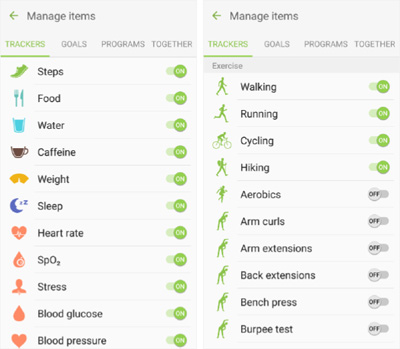 Manage items
TRACKERS GOALS PROGRAMS TOGETHER
Steps ON
Food ON
Water ON
Caffeine ON
Weight ON
Sleep ON
Heart rate ON
SpO₂ ON
Stress ON
Blood glucose ON
Blood pressure ON
Manage items
TRACKERS GOALS PROGRAMS TOGETHER
Exercise
Walking ON
Running ON
Cycling ON
Hiking ON
Aerobics OFF
Arm curls OFF
Arm extensions OFF
Back extensions OFF
Bench press OFF
Burpee test OFF